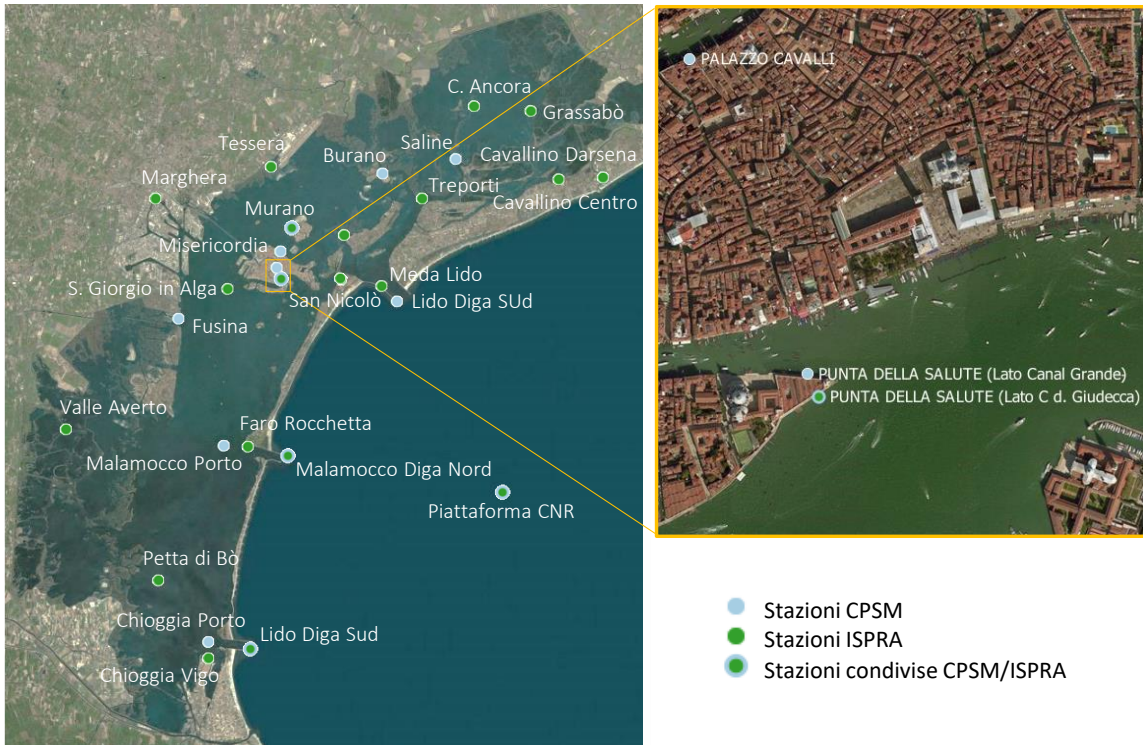 C. Ancora
Grassabò
Tessera
Burano
Saline
Cavallino Darsena
Marghera
Treporti
Cavallino Centro
Murano
Misericordia
Meda Lido
S. Giorgio in Alga
San Nicolò
Lido Diga SUd
Fusina
Valle Averto
Faro Rocchetta
Malamocco Porto
Malamocco Diga Nord
Piattaforma CNR
Petta di Bò
Chioggia Porto
Lido Diga Sud
Chioggia Vigo
PALAZZO CAVALLI
PUNTA DELLA SALUTE (Lato Canal Grande)
PUNTA DELLA SALUTE (Lato C d. Giudecca)
Stazioni CPSM
Stazioni ISPRA
Stazioni condivise CPSM/ISPRA